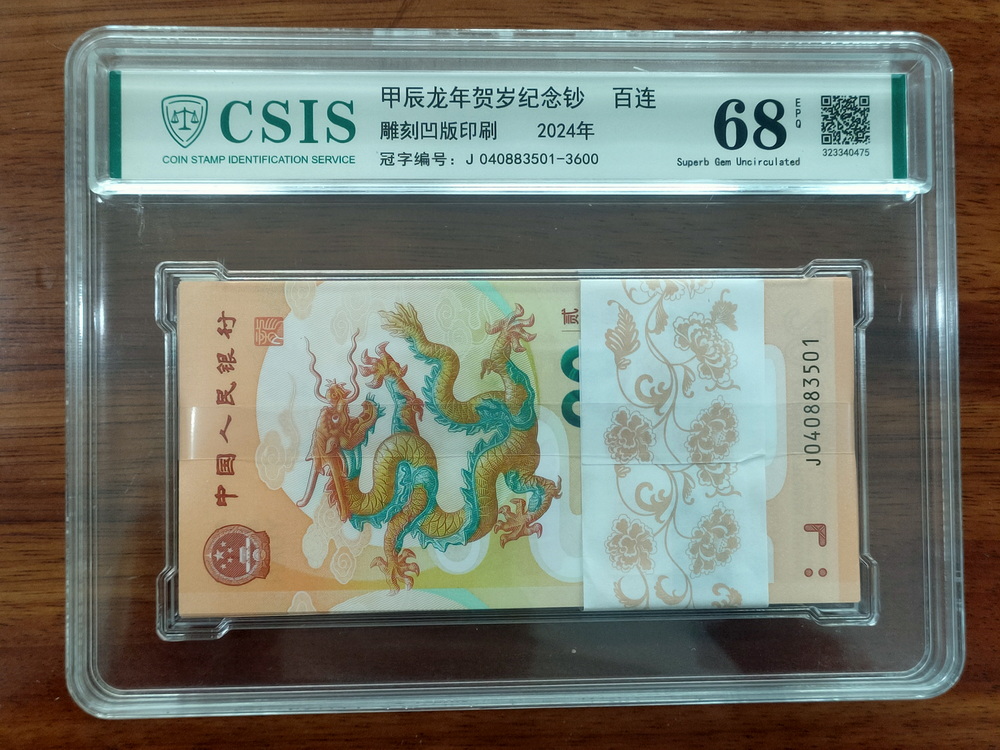 CSIS
COIN STAMP IDENTIFICATION SERVICE
甲辰龙年贺岁纪念钞 百连
雕刻凹版印刷 2024年
冠字编号：J 040883501-3600
68
EPQ
Superb Gem Uncirculated
323340475
中国人民银行
贰
J040883501